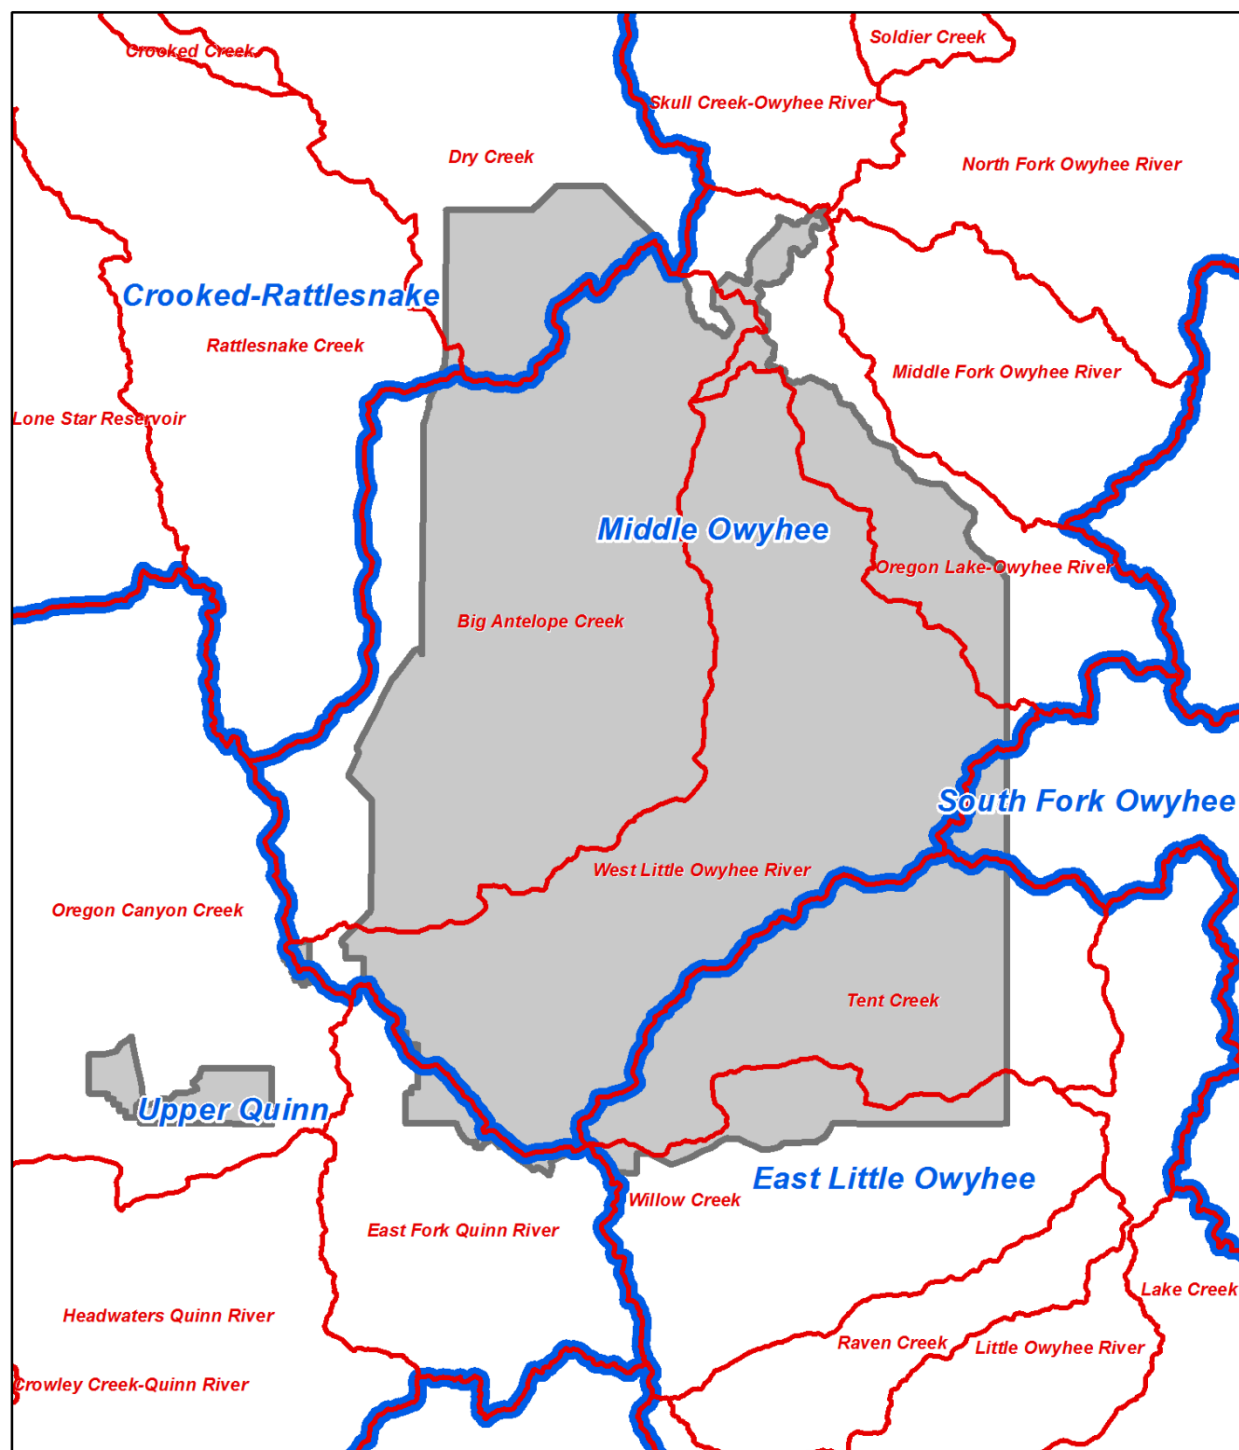 Soldier Creek
Crooked Creek
Skull Creek-Owyhee River
Dry Creek
North Fork Owyhee River
Crooked-Rattlesnake
Rattlesnake Creek
Middle Fork Owyhee River
Lone Star Reservoir
Middle Owyhee
Oregon Lake-Owyhee River
Big Antelope Creek
South Fork Owyhee
West Little Owyhee River
Oregon Canyon Creek
Tent Creek
Upper Quinn
East Little Owyhee
Willow Creek
East Fork Quinn River
Lake Creek
Headwaters Quinn River
Raven Creek
Little Owyhee River
Crowley Creek-Quinn River